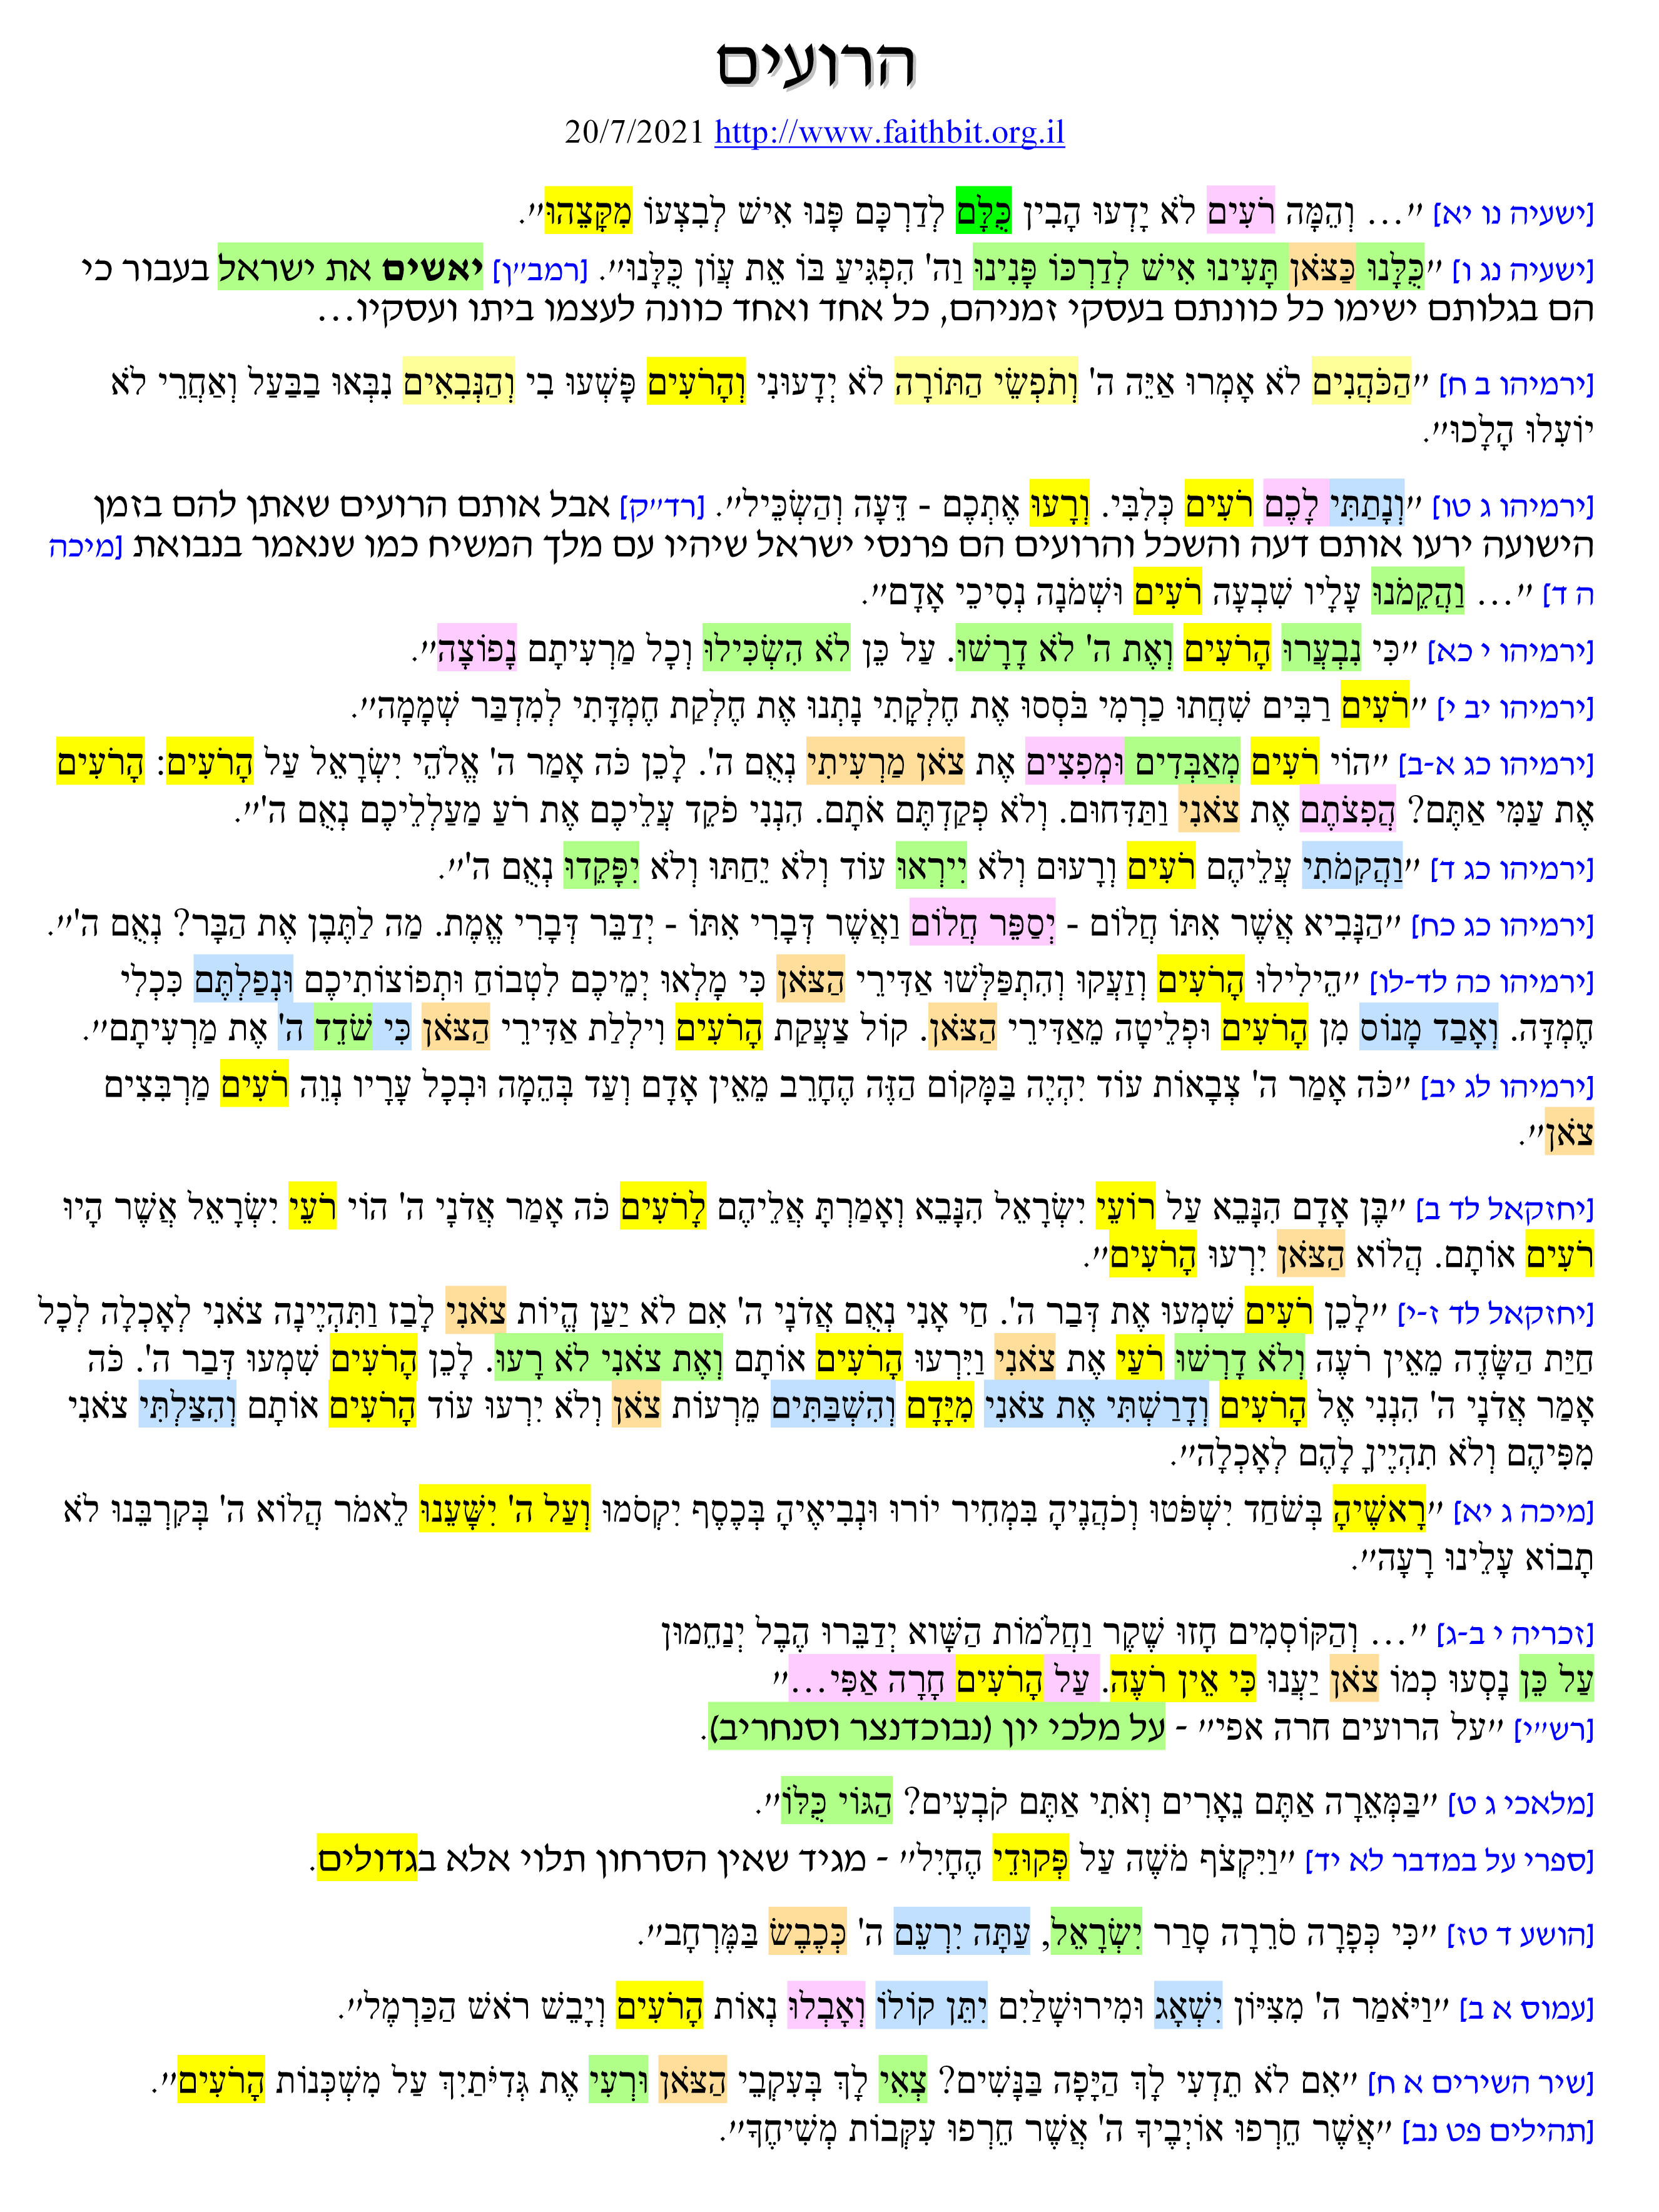 הרועים
20/7/2021 http://www.faithbit.org.il
[ישעיה נו יא] "... וְהֵמָּה רֹעִים לֹא יָדְעוּ הָבִין כֻּלָּם לְדַרְכָּם פָּנוּ אִישׁ לְבִצְעוֹ מִקָּצֵהוּ".
[ישעיה נג ו] "כֻּלָּנוּ כַּצֹּאן תָּעִינוּ אִישׁ לְדַרְכּוֹ פָּנִינוּ וַה' הִפְגִּיעַ בּוֹ אֵת עֲוֹן כֻּלָּנוּ". [רמב"ן] יאשים את ישראל בעבור כי
הם בגלותם ישימו כל כוונתם בעסקי זמניהם, כל אחד ואחד כוונה לעצמו ביתו ועסקיו...
[ירמיהו ב ח] "הַכֹּהֲנִים לֹא אָמְרוּ אַיֵּה ה' וְתֹפְשֵׂי הַתּוֹרָה לֹא יְדָעוּנִי וְהָרֹעִים פָּשְׁעוּ בִי וְהַנְּבִאִים נִבְּאוּ בַבַּעַל וְאַחֲרֵי לֹא
יוֹעִלוּ הָלָכוּ".
[ירמיהו ג טו] "וְנָתַתִּי לָכֶם רֹעִים כְּלִבִּי. וְרָעוּ אֶתְכֶם - דֵּעָה וְהַשְׂכֵּיל". [רד"ק] אבל אותם הרועים שאתן להם בזמן
הישועה ירעו אותם דעה והשכל והרועים הם פרנסי ישראל שיהיו עם מלך המשיח כמו שנאמר בנבואת [מיכה
ה ד] "... וַהֲקֵמֹנוּ עָלָיו שִׁבְעָה רֹעִים וּשְׁמֹנָה נְסִיכֵי אָדָם".
[ירמיהו י כא] "כִּי נִבְעֲרוּ הָרֹעִים וְאֶת ה' לֹא דָרָשׁוּ. עַל כֵּן לֹא הִשְׂכִּילוּ וְכָל מַרְעִיתָם נָפוֹצָה".
[ירמיהו יב י] "רֹעִים רַבִּים שִׁחֲתוּ כַרְמִי בֹּסְסוּ אֶת חֶלְקָתִי נָתְנוּ אֶת חֶלְקַת חֶמְדָּתִי לְמִדְבַּר שְׁמָמָה".
[ירמיהו כג א-ב] "הוֹי רֹעִים מְאַבְּדִים וּמְפִצִים אֶת צֹאן מַרְעִיתִי נְאֻם ה'. לָכֵן כֹּה אָמַר ה' אֱלֹהֵי יִשְׂרָאֵל עַל הָרֹעִים: הָרֹעִים
אֶת עַמִּי אַתֶּם? הֲפִצֹתֶם אֶת צֹאנִי וַתַּדִּחוּם. וְלֹא פְקַדְתֶּם אֹתָם. הִנְנִי פֹקֵד עֲלֵיכֶם אֶת רֹעַ מַעַלְלֵיכֶם נְאֻם ה'".
[ירמיהו כג ד] "וַהֲקִמֹתִי עֲלֵיהֶם רֹעִים וְרָעוּם וְלֹא יִירְאוּ עוֹד וְלֹא יֵחַתּוּ וְלֹא יִפָּקֵדוּ נְאֻם ה'".
[ירמיהו כג כח] "הַנָּבִיא אֲשֶׁר אִתּוֹ חֲלוֹם - יְסַפֵּר חֲלוֹם וַאֲשֶׁר דְּבָרִי אִתּוֹ - יְדַבֵּר דְּבָרִי אֱמֶת. מַה לַתֶּבֶן אֶת הַבָּר? נְאֻם ה'".
[ירמיהו כה לד-לו] "הֵילִילוּ הָרֹעִים וְזַעֲקוּ וְהִתְפַּלְּשׁוּ אַדִּירֵי הַצֹּאן כִּי מָלְאוּ יְמֵיכֶם לִטְבוֹחַ וּתְפוֹצוֹתִיכֶם וּנְפַלְתֶּם כִּכְלִי
חֶמְדָּה. וְאָבַד מָנוֹס מִן הָרֹעִים וּפְלֵיטָה מֵאַדִּירֵי הַצֹּאן. קוֹל צַעֲקַת הָרֹעִים וִילְלַת אַדִּירֵי הַצֹּאן כִּי שֹׁדֵד ה' אֶת מַרְעִיתָם".
[ירמיהו לג יב] "כֹּה אָמַר ה' צְבָאוֹת עוֹד יִהְיֶה בַּמָּקוֹם הַזֶּה הֶחָרֵב מֵאֵין אָדָם וְעַד בְּהֵמָה וּבְכָל עָרָיו נְוֵה רֹעִים מַרְבִּצִים
צֹאן".
[יחזקאל לד ב] "בֶּן אָדָם הִנָּבֵא עַל רוֹעֵי יִשְׂרָאֵל הִנָּבֵא וְאָמַרְתָּ אֲלֵיהֶם לָרֹעִים כֹּה אָמַר אֲדֹנָי ה' הוֹי רֹעֵי יִשְׂרָאֵל אֲשֶׁר הָיוּ
רֹעִים אוֹתָם. הֲלוֹא הַצֹּאן יִרְעוּ הָרֹעִים".
[יחזקאל לד ז-י] "לָכֵן רֹעִים שִׁמְעוּ אֶת דְּבַר ה'. חַי אָנִי נְאֻם אֲדֹנָי ה' אִם לֹא יַעַן הֱיוֹת צֹאנִי לָבַז וַתִּהְיֶינָה צֹאנִי לְאָכְלָה לְכָל
חַיַּת הַשָּׂדֶה מֵאֵין רֹעֶה וְלֹא דָרְשׁוּ רֹעַי אֶת צֹאנִי וַיִּרְעוּ הָרֹעִים אוֹתָם וְאֶת צֹאנִי לֹא רָעוּ. לָכֵן הָרֹעִים שִׁמְעוּ דְּבַר ה'. כֹּה
אָמַר אֲדֹנָי ה' הִנְנִי אֶל הָרֹעִים וְדָרַשְׁתִּי אֶת צֹאנִי מִיָּדָם וְהִשְׁבַּתִּים מֵרְעוֹת צֹאן וְלֹא יִרְעוּ עוֹד הָרֹעִים אוֹתָם וְהִצַּלְתִּי צֹאנִי
מִפִּיהֶם וְלֹא תִהְיֶיןָ לָהֶם לְאָכְלָה".
[מיכה ג יא] "רָאשֶׁיהָ בְּשֹׁחַד יִשְׁפֹּטוּ וְכֹהֲנֶיהָ בִּמְחִיר יוֹרוּ וּנְבִיאֶיהָ בְּכֶסֶף יִקְסֹמוּ וְעַל ה' יִשָּׁעֵנוּ לֵאמֹר הֲלוֹא ה' בְּקִרְבֵּנוּ לֹא
תָבוֹא עָלֵינוּ רָעָה".
[זכריה י ב-ג] "... וְהַקּוֹסְמִים חָזוּ שֶׁקֶר וַחֲלֹמוֹת הַשָּׁוא יְדַבֵּרוּ הֶבֶל יְנַחֵמוּן
עַל כֵּן נָסְעוּ כְמוֹ צֹאן יַעֲנוּ כִּי אֵין רֹעֶה. עַל הָרֹעִים חָרָה אַפִּי..."
[רש"י] "על הרועים חרה אפי" - על מלכי יון (נבוכדנצר וסנחריב).
[מלאכי ג ט] "בַּמְּאֵרָה אַתֶּם נֵאָרִים וְאֹתִי אַתֶּם קֹבְעִים? הַגּוֹי כֻּלּוֹ".
[ספרי על במדבר לא יד] "וַיִּקְצֹף מֹשֶׁה עַל פְּקוּדֵי הֶחָיִל" - מגיד שאין הסרחון תלוי אלא בגדולים.
[הושע ד טז] "כִּי כְּפָרָה סֹרֵרָה סָרַר יִשְׂרָאֵל, עַתָּה יִרְעֵם ה' כְּכֶבֶשׂ בַּמֶּרְחָב".
[עמוס א ב] "וַיֹּאמַר ה' מִצִּיּוֹן יִשְׁאָג וּמִירוּשָׁלַיִם יִתֵּן קוֹלוֹ וְאָבְלוּ נְאוֹת הָרֹעִים וְיָבֵשׁ רֹאשׁ הַכַּרְמֶל".
[שיר השירים א ח] "אִם לֹא תֵדְעִי לָךְ הַיָּפָה בַּנָּשִׁים? צְאִי לָךְ בְּעִקְבֵי הַצֹּאן וּרְעִי אֶת גְּדִיֹּתַיִךְ עַל מִשְׁכְּנוֹת הָרֹעִים".
[תהילים פט נב] "אֲשֶׁר חֵרְפוּ אוֹיְבֶיךָ ה' אֲשֶׁר חֵרְפוּ עִקְּבוֹת מְשִׁיחֶךָ".